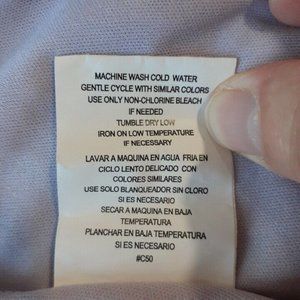 MACHINE WASH COLD WATER
GENTLE CYCLE WITH SIMILAR COLORS
USE ONLY NON-CHLORINE BLEACH
IF NEEDED
TUMBLE DRY LOW
IRON ON LOW TEMPERATURE
IF NECESSARY
LAVAR A MAQUINA EN AGUA FRIA EN
CICLO LENTO DELICADO CON
COLORES SIMILARES
USE SOLO BLANQUEADOR SIN CLORO
SI ES NECESARIO
SECAR A MAQUINA EN BAJA
TEMPERATURA
PLANCHAR EN BAJA TEMPERATURA
SI ES NECESARIO
#C50